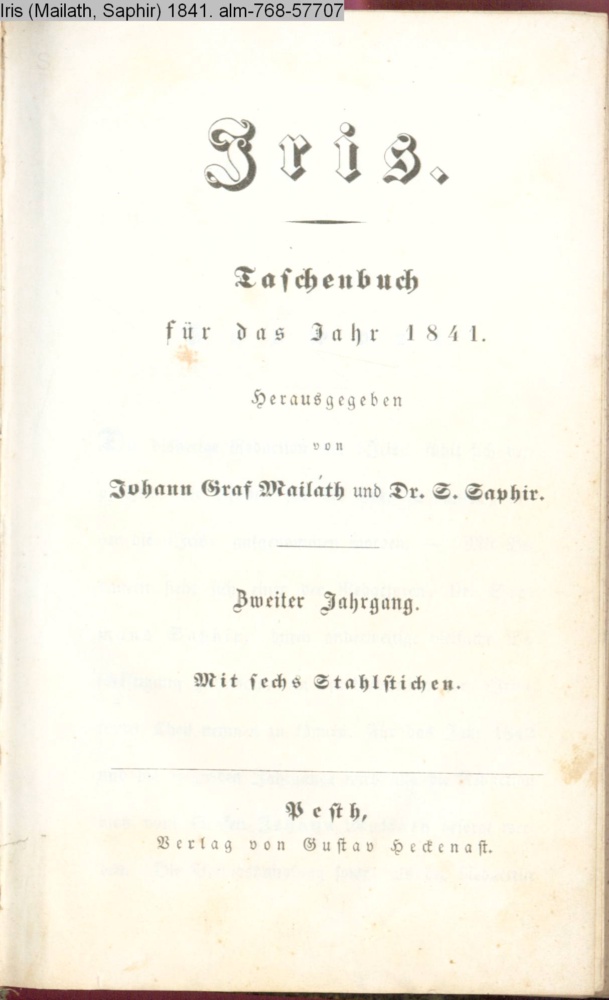 Iris (Mailath, Saphir) 1841. alm-768-57707
Iris.
Taschenbuch
für das Jahr 1841.
Herausgegeben
von
Johann Graf Mailáth und Dr. S. Saphir.
Zweiter Jahrgang.
Mit sechs Stahlstichen.
Pesth,
Verlag von Gustav Heckenast.